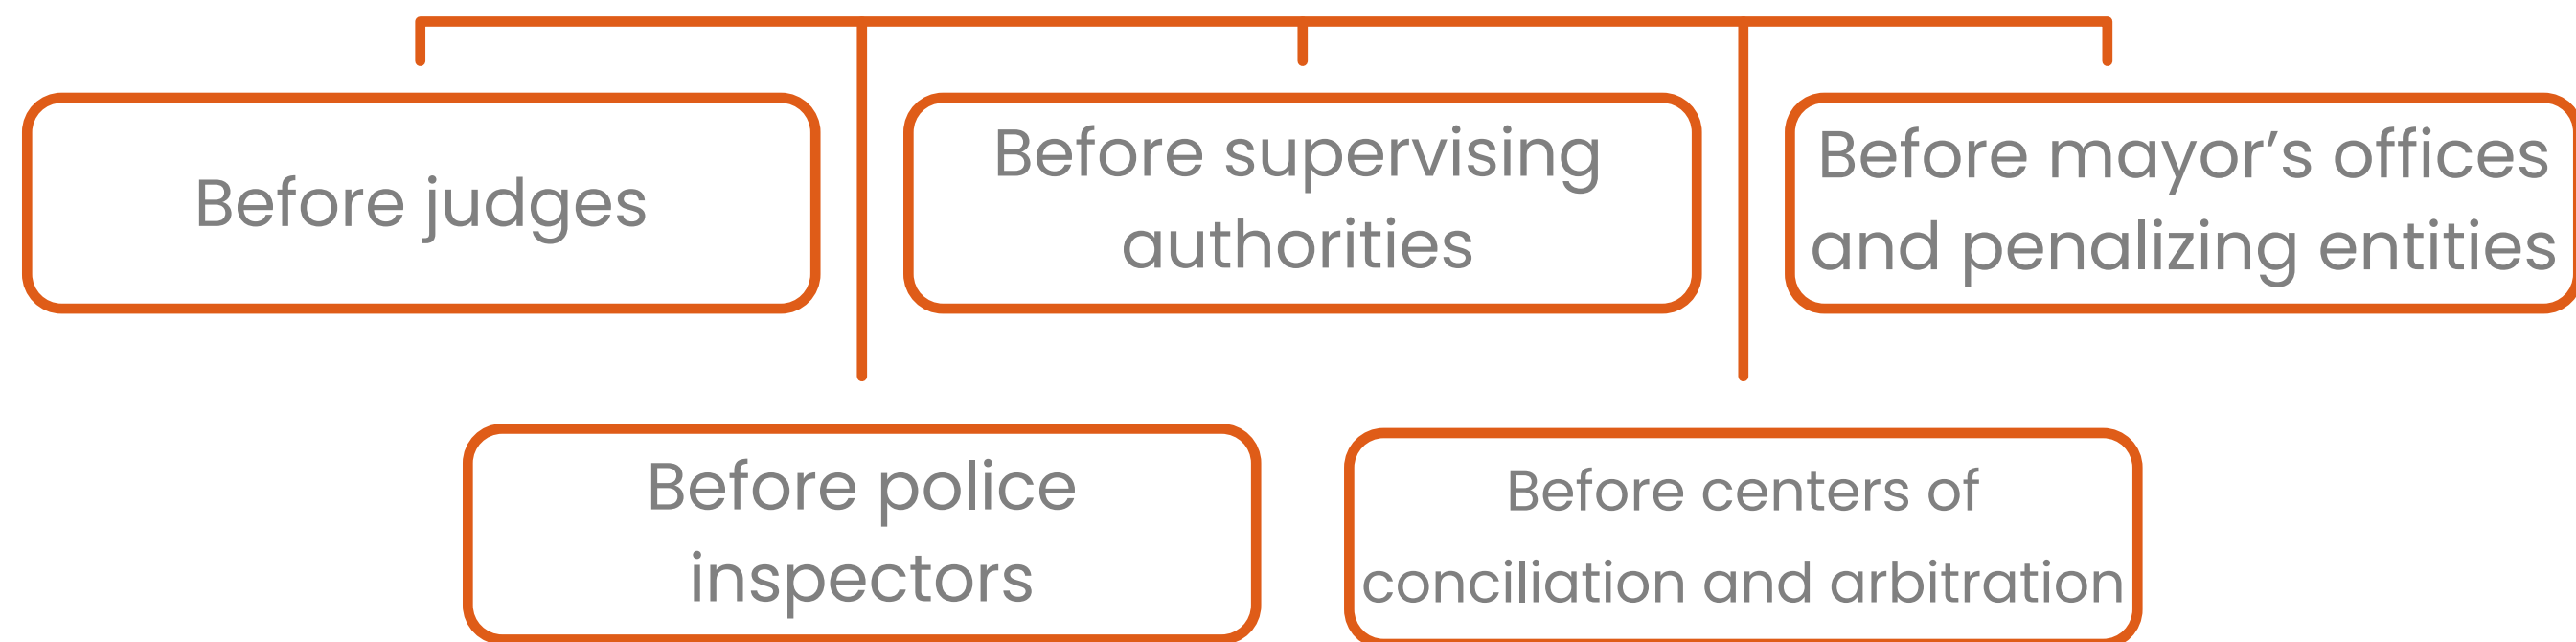 Before judges
Before supervising
authorities
Before mayor’s offices
and penalizing entities
Before police
inspectors
Before centers of
conciliation and arbitration